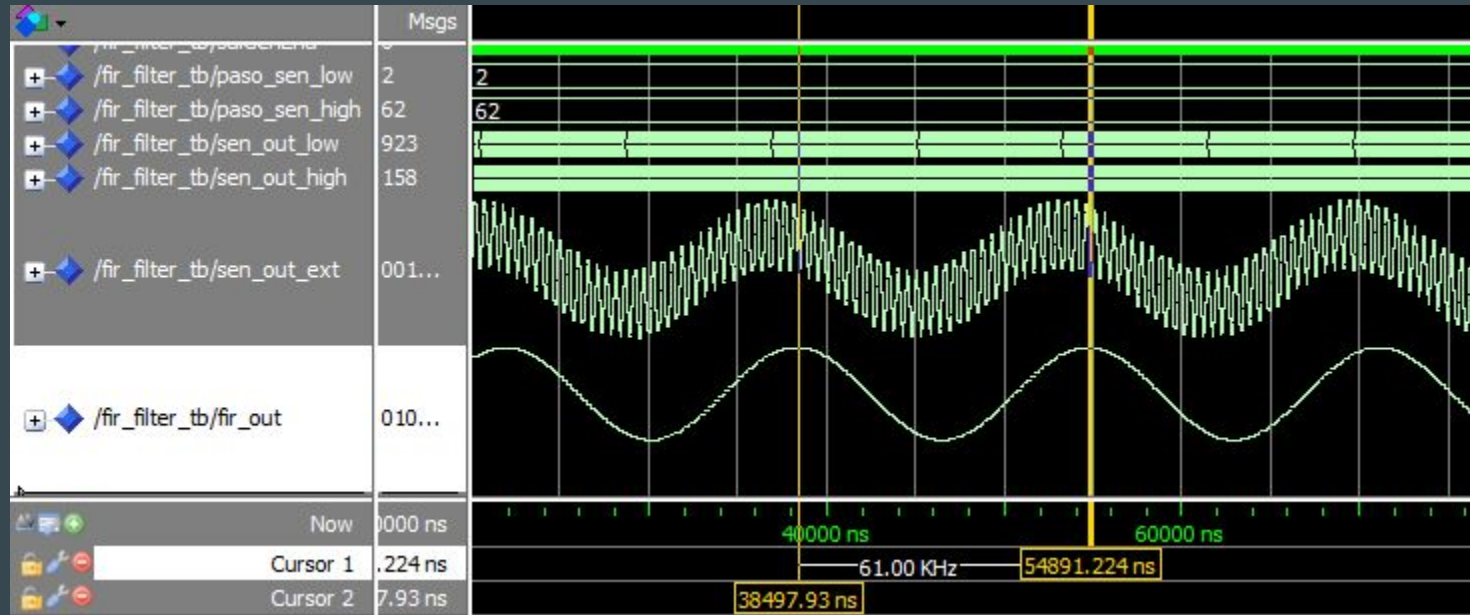 Msgs
/fir_filter_tb/paso_sen_low 2 2
/fir_filter_tb/paso_sen_high 62 62
/fir_filter_tb/sen_out_low 923
/fir_filter_tb/sen_out_high 158
/fir_filter_tb/sen_out_ext 001...
/fir_filter_tb/fir_out 010...
Now 0000 ns 40000 ns 60000 ns
Cursor 1 .224 ns 61.00 KHz 54891.224 ns
Cursor 2 7.93 ns 38497.93 ns